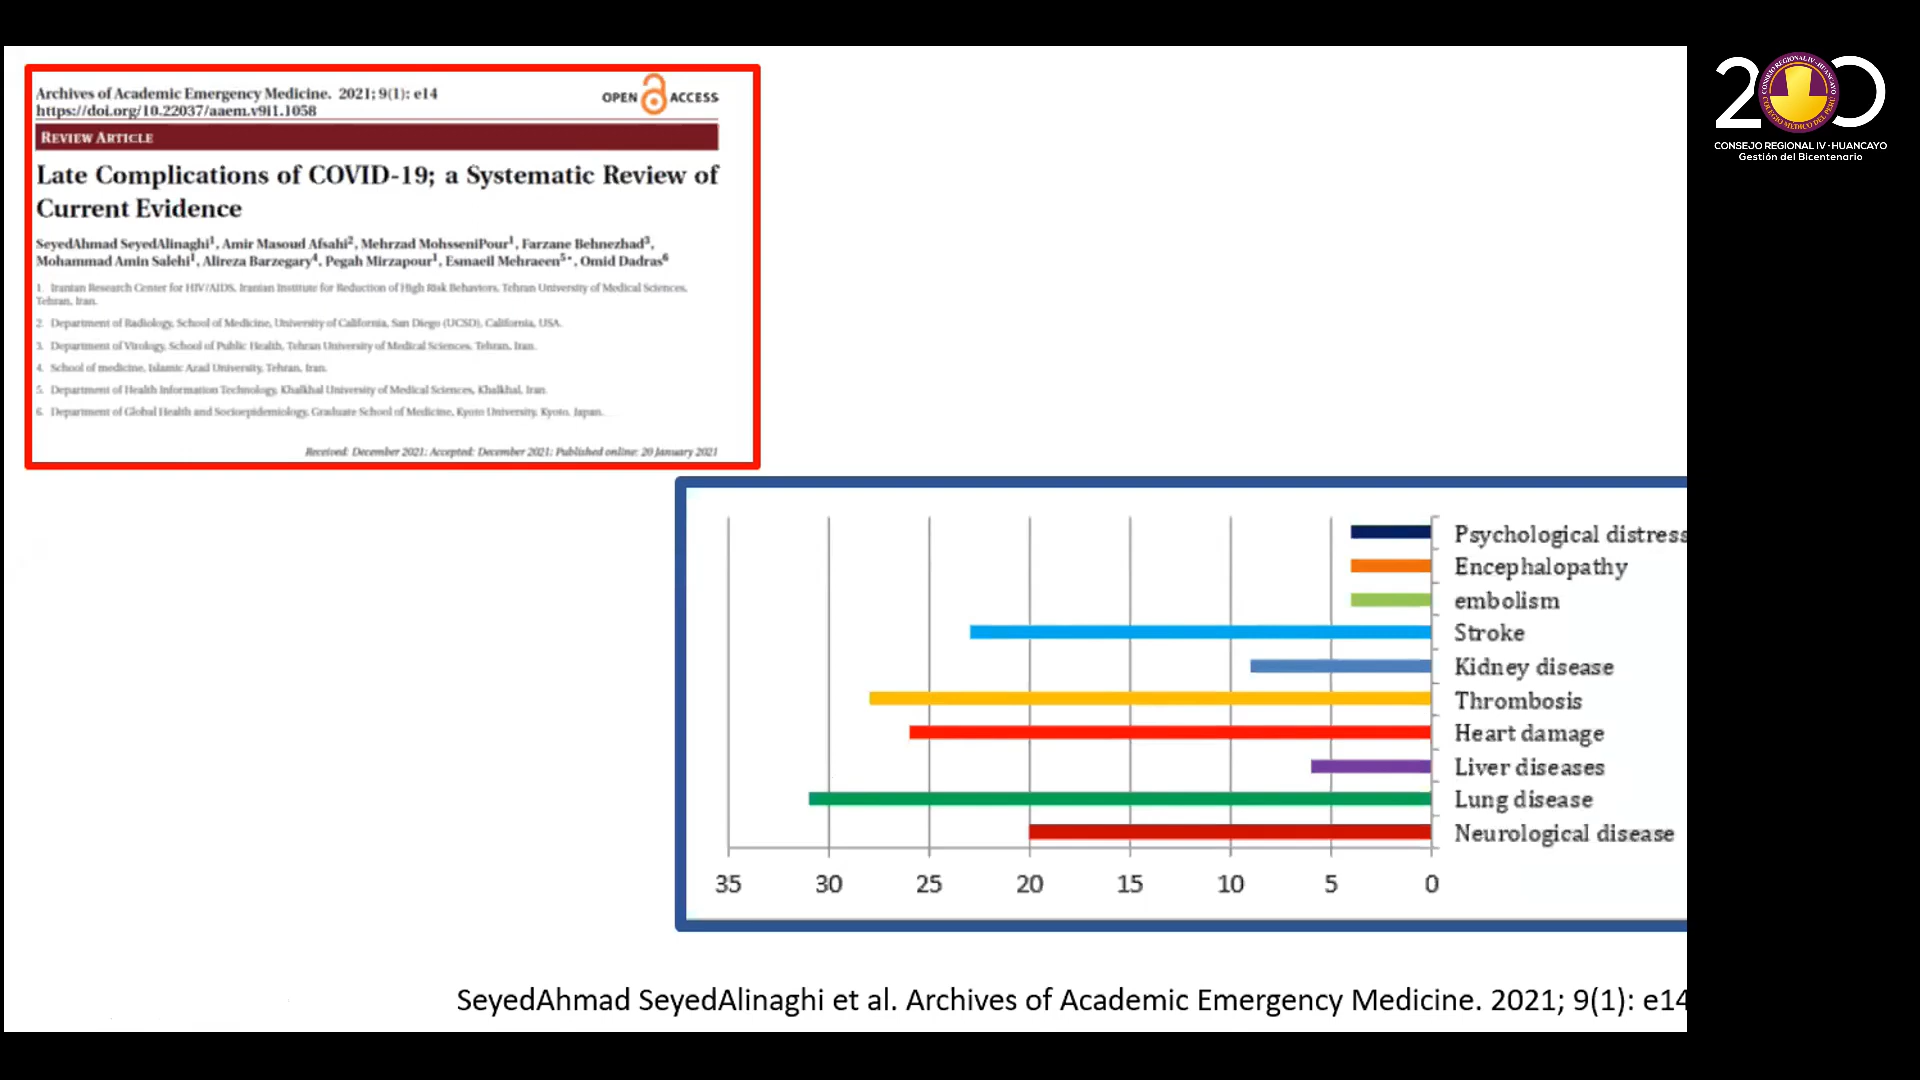 Archives of Academic Emergency Medicine. 2021; 9(1): e14
https://doi.org/10.22037/aaem.v9i1.1058
OPEN ACCESS
REVIEW ARTICLE
Late Complications of COVID-19; a Systematic Review of
Current Evidence
SeyedAhmad SeyedAlinaghi1, Amir Masoud Afsahi2, Mehrzad MohsseniPour1, Farzane Behnezhad3,
Mohammad Amin Salehi1, Alireza Barzegary4, Pegah Mirzapour1, Esmaeil Mehraeen5*, Omid Dadras6
1. Iranian Research Center for HIV/AIDS, Iranian Institute for Reduction of High Risk Behaviors, Tehran University of Medical Sciences,
Tehran, Iran.
2. Department of Radiology, School of Medicine, University of California, San Diego (UCSD), California, USA.
3. Department of Virology, School of Public Health, Tehran University of Medical Sciences, Tehran, Iran.
4. School of medicine, Islamic Azad University, Tehran, Iran.
5. Department of Health Information Technology, Khalkhal University of Medical Sciences, Khalkhal, Iran.
6. Department of Global Health and Socioepidemiology, Graduate School of Medicine, Kyoto University, Kyoto, Japan.
Received: December 2021; Accepted: December 2021; Published online: 20 January 2021
Psychological distress
Encephalopathy
embolism
Stroke
Kidney disease
Thrombosis
Heart damage
Liver diseases
Lung disease
Neurological disease
35 30 25 20 15 10 5 0
SeyedAhmad SeyedAlinaghi et al. Archives of Academic Emergency Medicine. 2021; 9(1): e14
200
CONSEJO REGIONAL IV - HUANCAYO
COLEGIO MÉDICO DEL PERÚ
CONSEJO REGIONAL IV - HUANCAYO
Gestión del Bicentenario